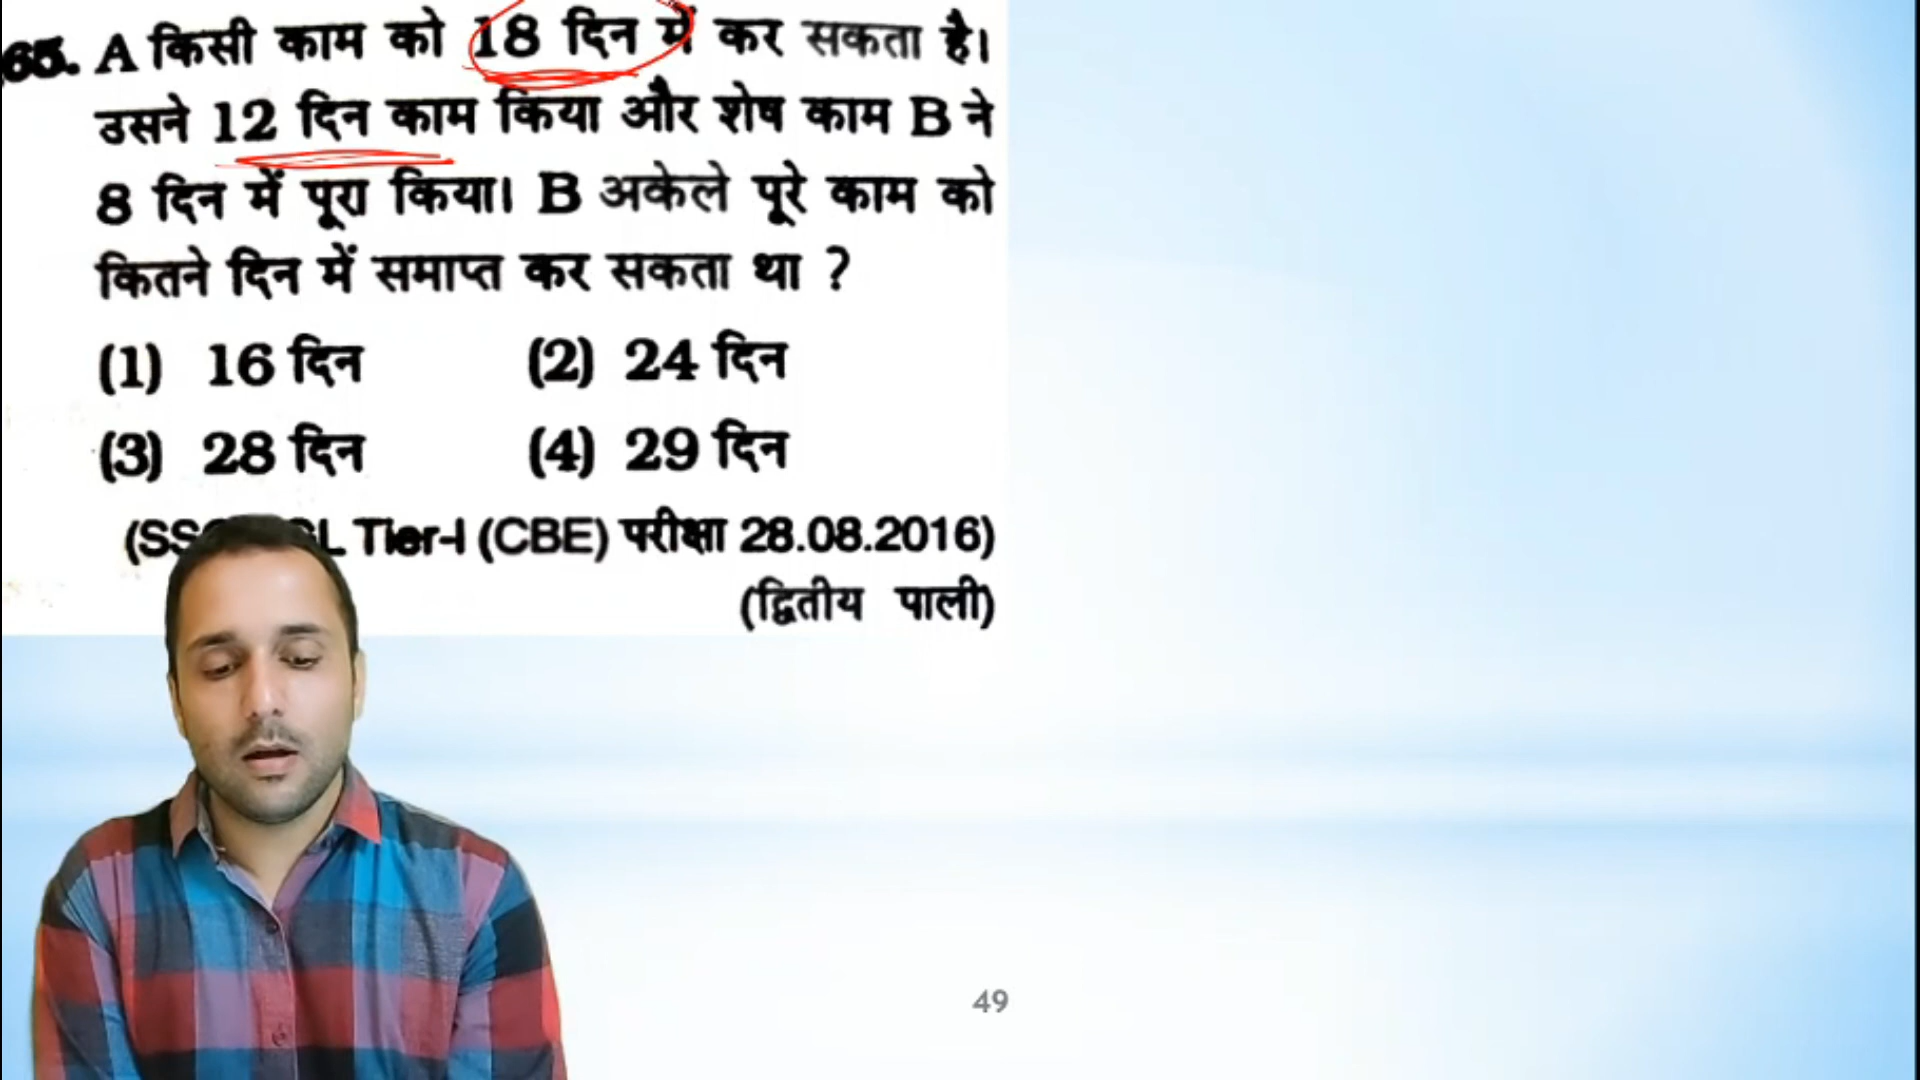 65. A किसी काम को 18 दिन में कर सकता है।
उसने 12 दिन काम किया और शेष काम B ने
8 दिन में पूरा किया। B अकेले पूरे काम को
कितने दिन में समाप्त कर सकता था ?
(1) 16 दिन (2) 24 दिन
(3) 28 दिन (4) 29 दिन
Tier-I (CBE) परीक्षा 28.08.2016)
(द्वितीय पाली)
49